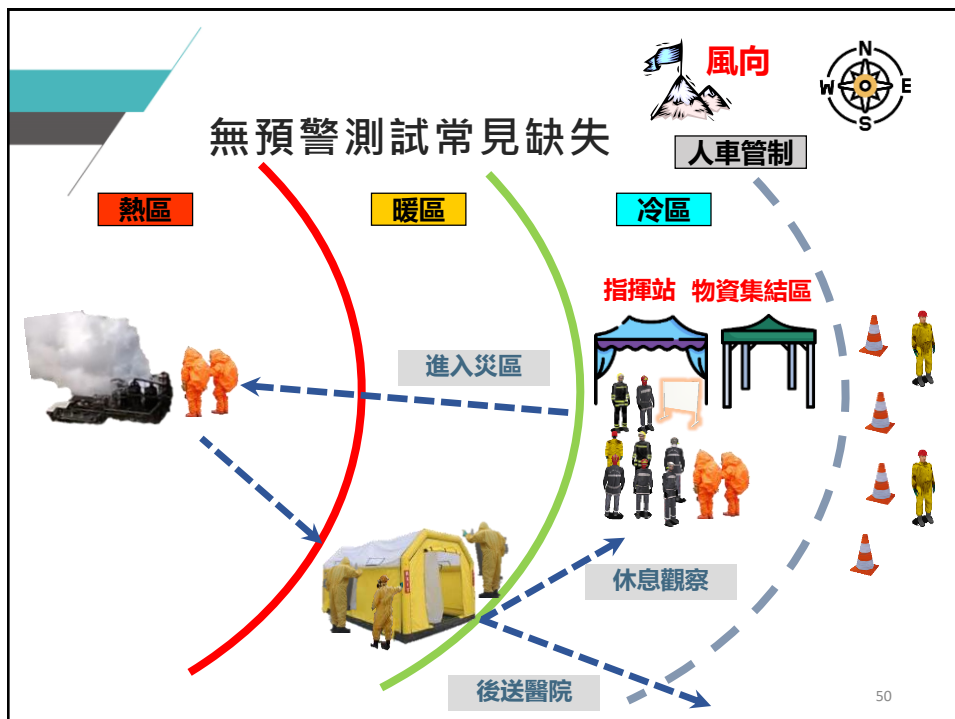 風向
N
W
E
S
無預警測試常見缺失
人車管制
熱區
暖區
冷區
指揮站
物資集結區
進入災區
休息觀察
後送醫院
50